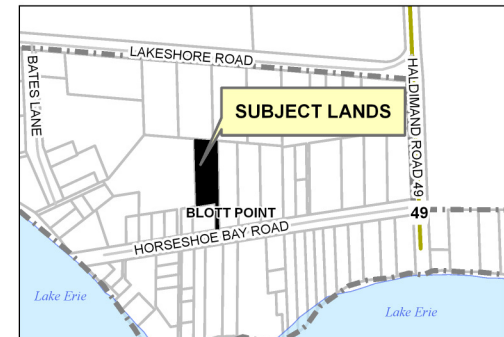 LAKESHORE ROAD
BATES LANE
SUBJECT LANDS
HALDIMAND ROAD 49
BLOTT POINT
49
HORSESHOE BAY ROAD
Lake Erie
Lake Erie